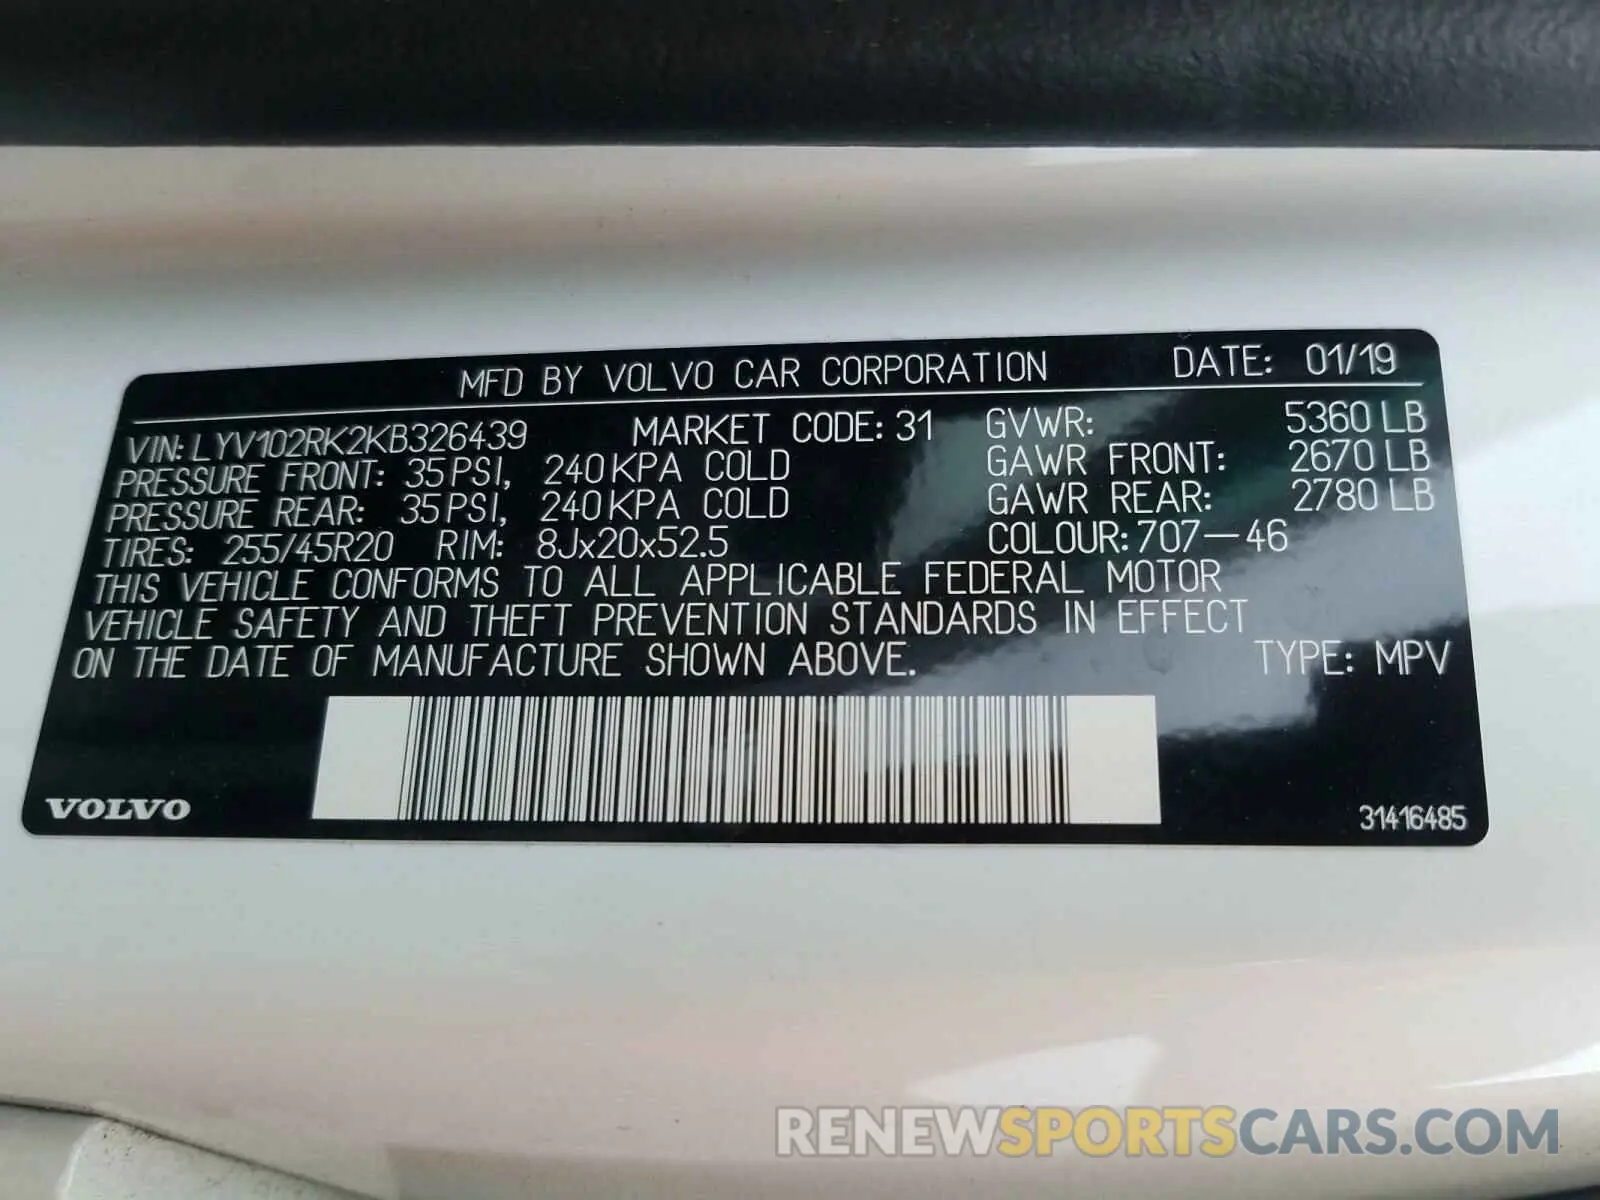 MFD BY VOLVO CAR CORPORATION DATE: 01/19
VIN: LYV102RK2KB326439 MARKET CODE: 31 GVWR: 5360 LB
PRESSURE FRONT: 35 PSI, 240 KPA COLD GAWR FRONT: 2670 LB
PRESSURE REAR: 35 PSI, 240 KPA COLD GAWR REAR: 2780 LB
TIRES: 255/45R20 RIM: 8Jx20x52.5 COLOUR: 707-46
THIS VEHICLE CONFORMS TO ALL APPLICABLE FEDERAL MOTOR
VEHICLE SAFETY AND THEFT PREVENTION STANDARDS IN EFFECT
ON THE DATE OF MANUFACTURE SHOWN ABOVE. TYPE: MPV
VOLVO 31416485
RENEWSPORTSCARS.COM